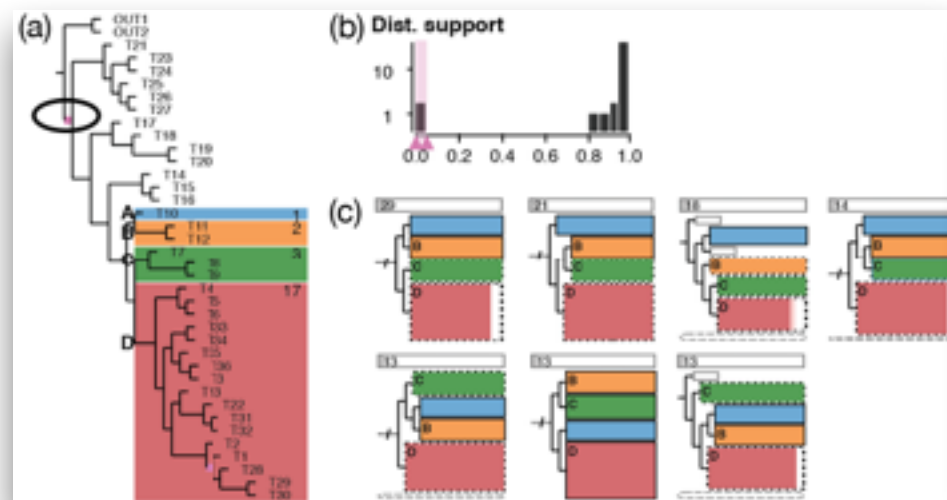 (a)
OUT1
OUT2
T21
T23
T24
T25
T26
T27
T17
T18
T19
T20
T14
T15
T16
A T10 1
T11 2
T12
C T7 3
T8
T9
17
T4
T5
T6
T33
T34
T35
T36
T3
D
T13
T22
T31
T32
T2
T1
T28
T29
T30
(b) Dist. support
10
1
0.0 0.2 0.4 0.6 0.8 1.0
(c)
29 21 18 14
B B B B
C C C C
D D D D
13 13 13
C B C
B C B
D D D